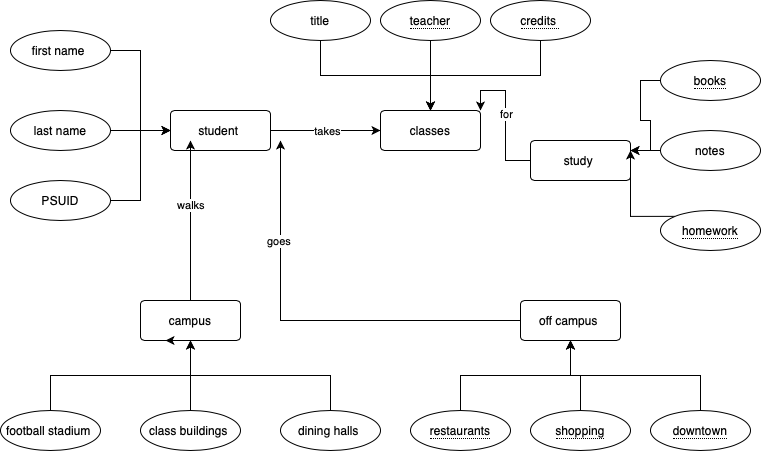 title
teacher
credits
first name
books
last name
student
takes
classes
for
notes
study
PSUID
walks
homework
goes
campus
off campus
football stadium
class buildings
dining halls
restaurants
shopping
downtown